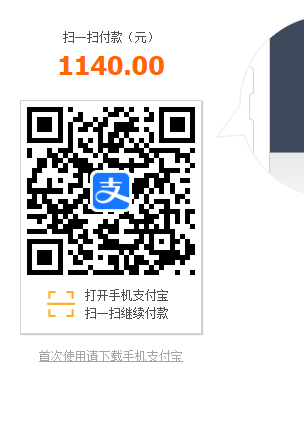 扫一扫付款（元）
1140.00
支
打开手机支付宝
扫一扫继续付款
首次使用请下载手机支付宝